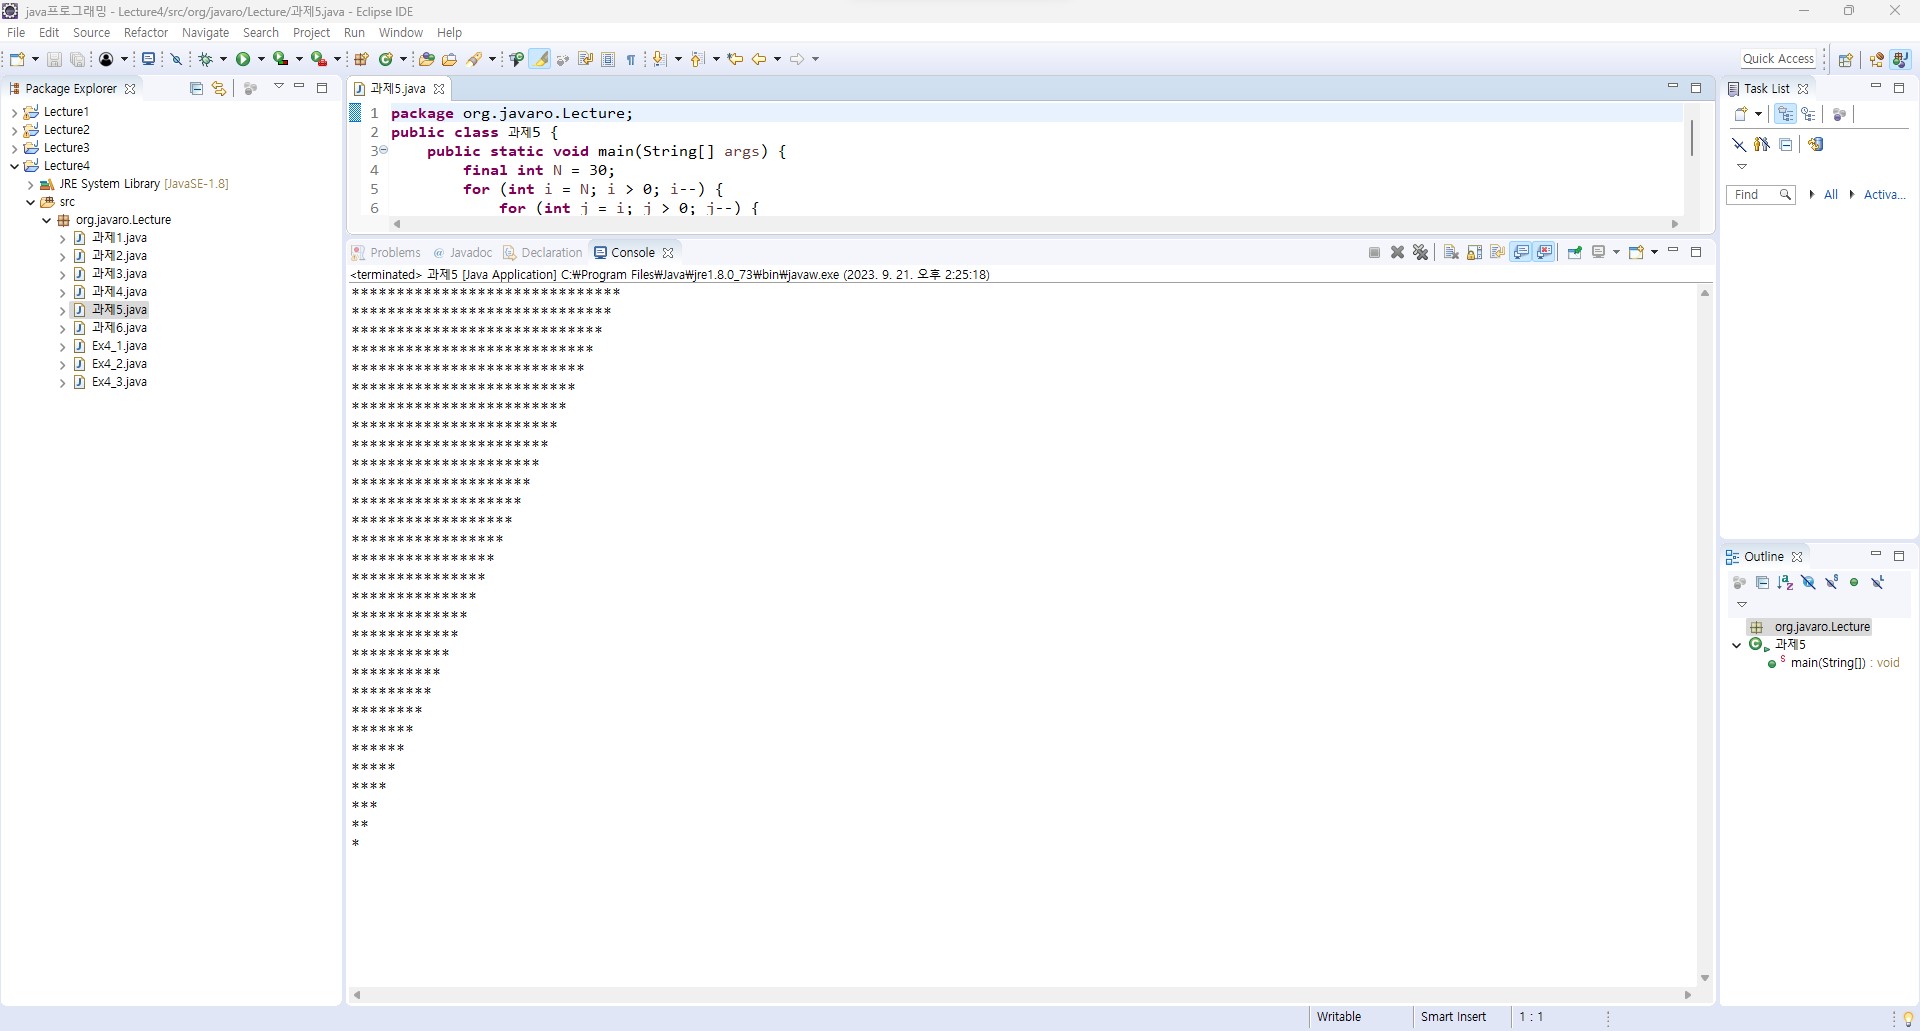 java프로그래밍 - Lecture4/src/org/javaro/Lecture/과제5.java - Eclipse IDE
File Edit Source Refactor Navigate Search Project Run Window Help
Quick Access
Package Explorer
Lecture1
Lecture2
Lecture3
Lecture4
JRE System Library [JavaSE-1.8]
src
org.javaro.Lecture
과제1.java
과제2.java
과제3.java
과제4.java
과제5.java
과제6.java
Ex4_1.java
Ex4_2.java
Ex4_3.java
과제5.java
1 package org.javaro.Lecture;
2 public class 과제5 {
3 public static void main(String[] args) {
4 final int N = 30;
5 for (int i = N; i > 0; i--) {
6 for (int j = i; j > 0; j--) {
Problems @ Javadoc Declaration Console
<terminated> 과제5 [Java Application] C:₩Program Files₩Java₩jre1.8.0_73₩bin₩javaw.exe (2023. 9. 21. 오후 2:25:18)
******************************
*****************************
****************************
***************************
**************************
*************************
************************
***********************
**********************
*********************
********************
*******************
******************
*****************
****************
***************
**************
*************
************
***********
**********
*********
********
*******
******
*****
****
***
**
*
Task List
Find All Activa...
Outline
org.javaro.Lecture
과제5
main(String[]) : void
Writable Smart Insert 1 : 1